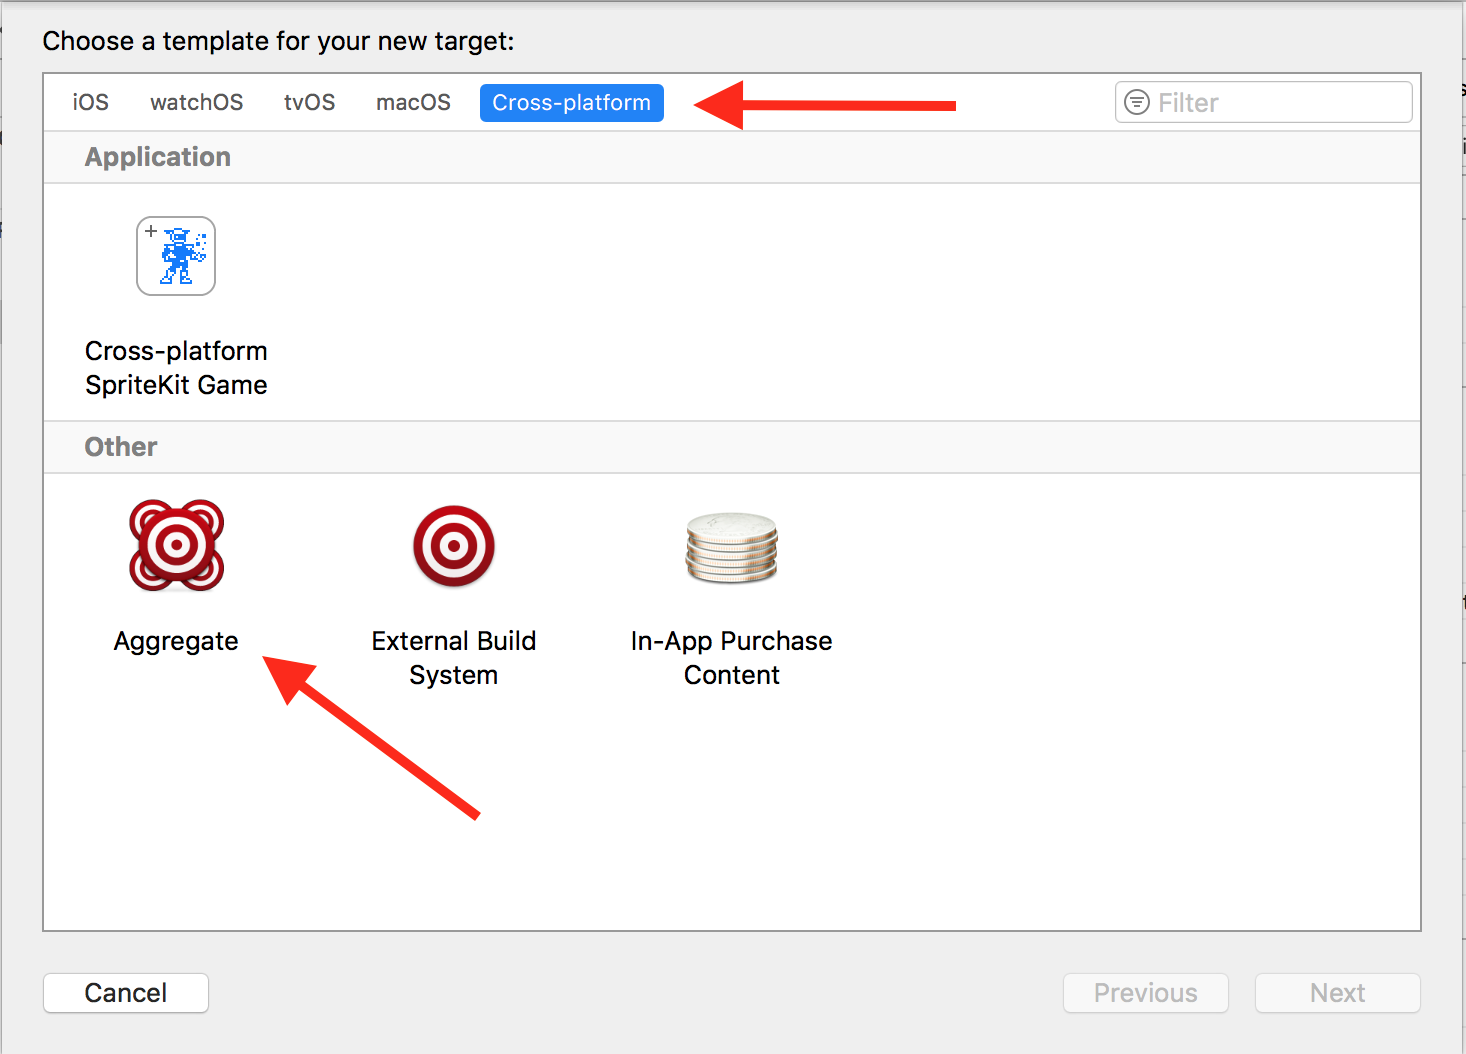 Choose a template for your new target:
iOS watchOS tvOS macOS Cross-platform Filter
Application
Cross-platform
SpriteKit Game
Other
Aggregate External Build In-App Purchase
System Content
Cancel Previous Next